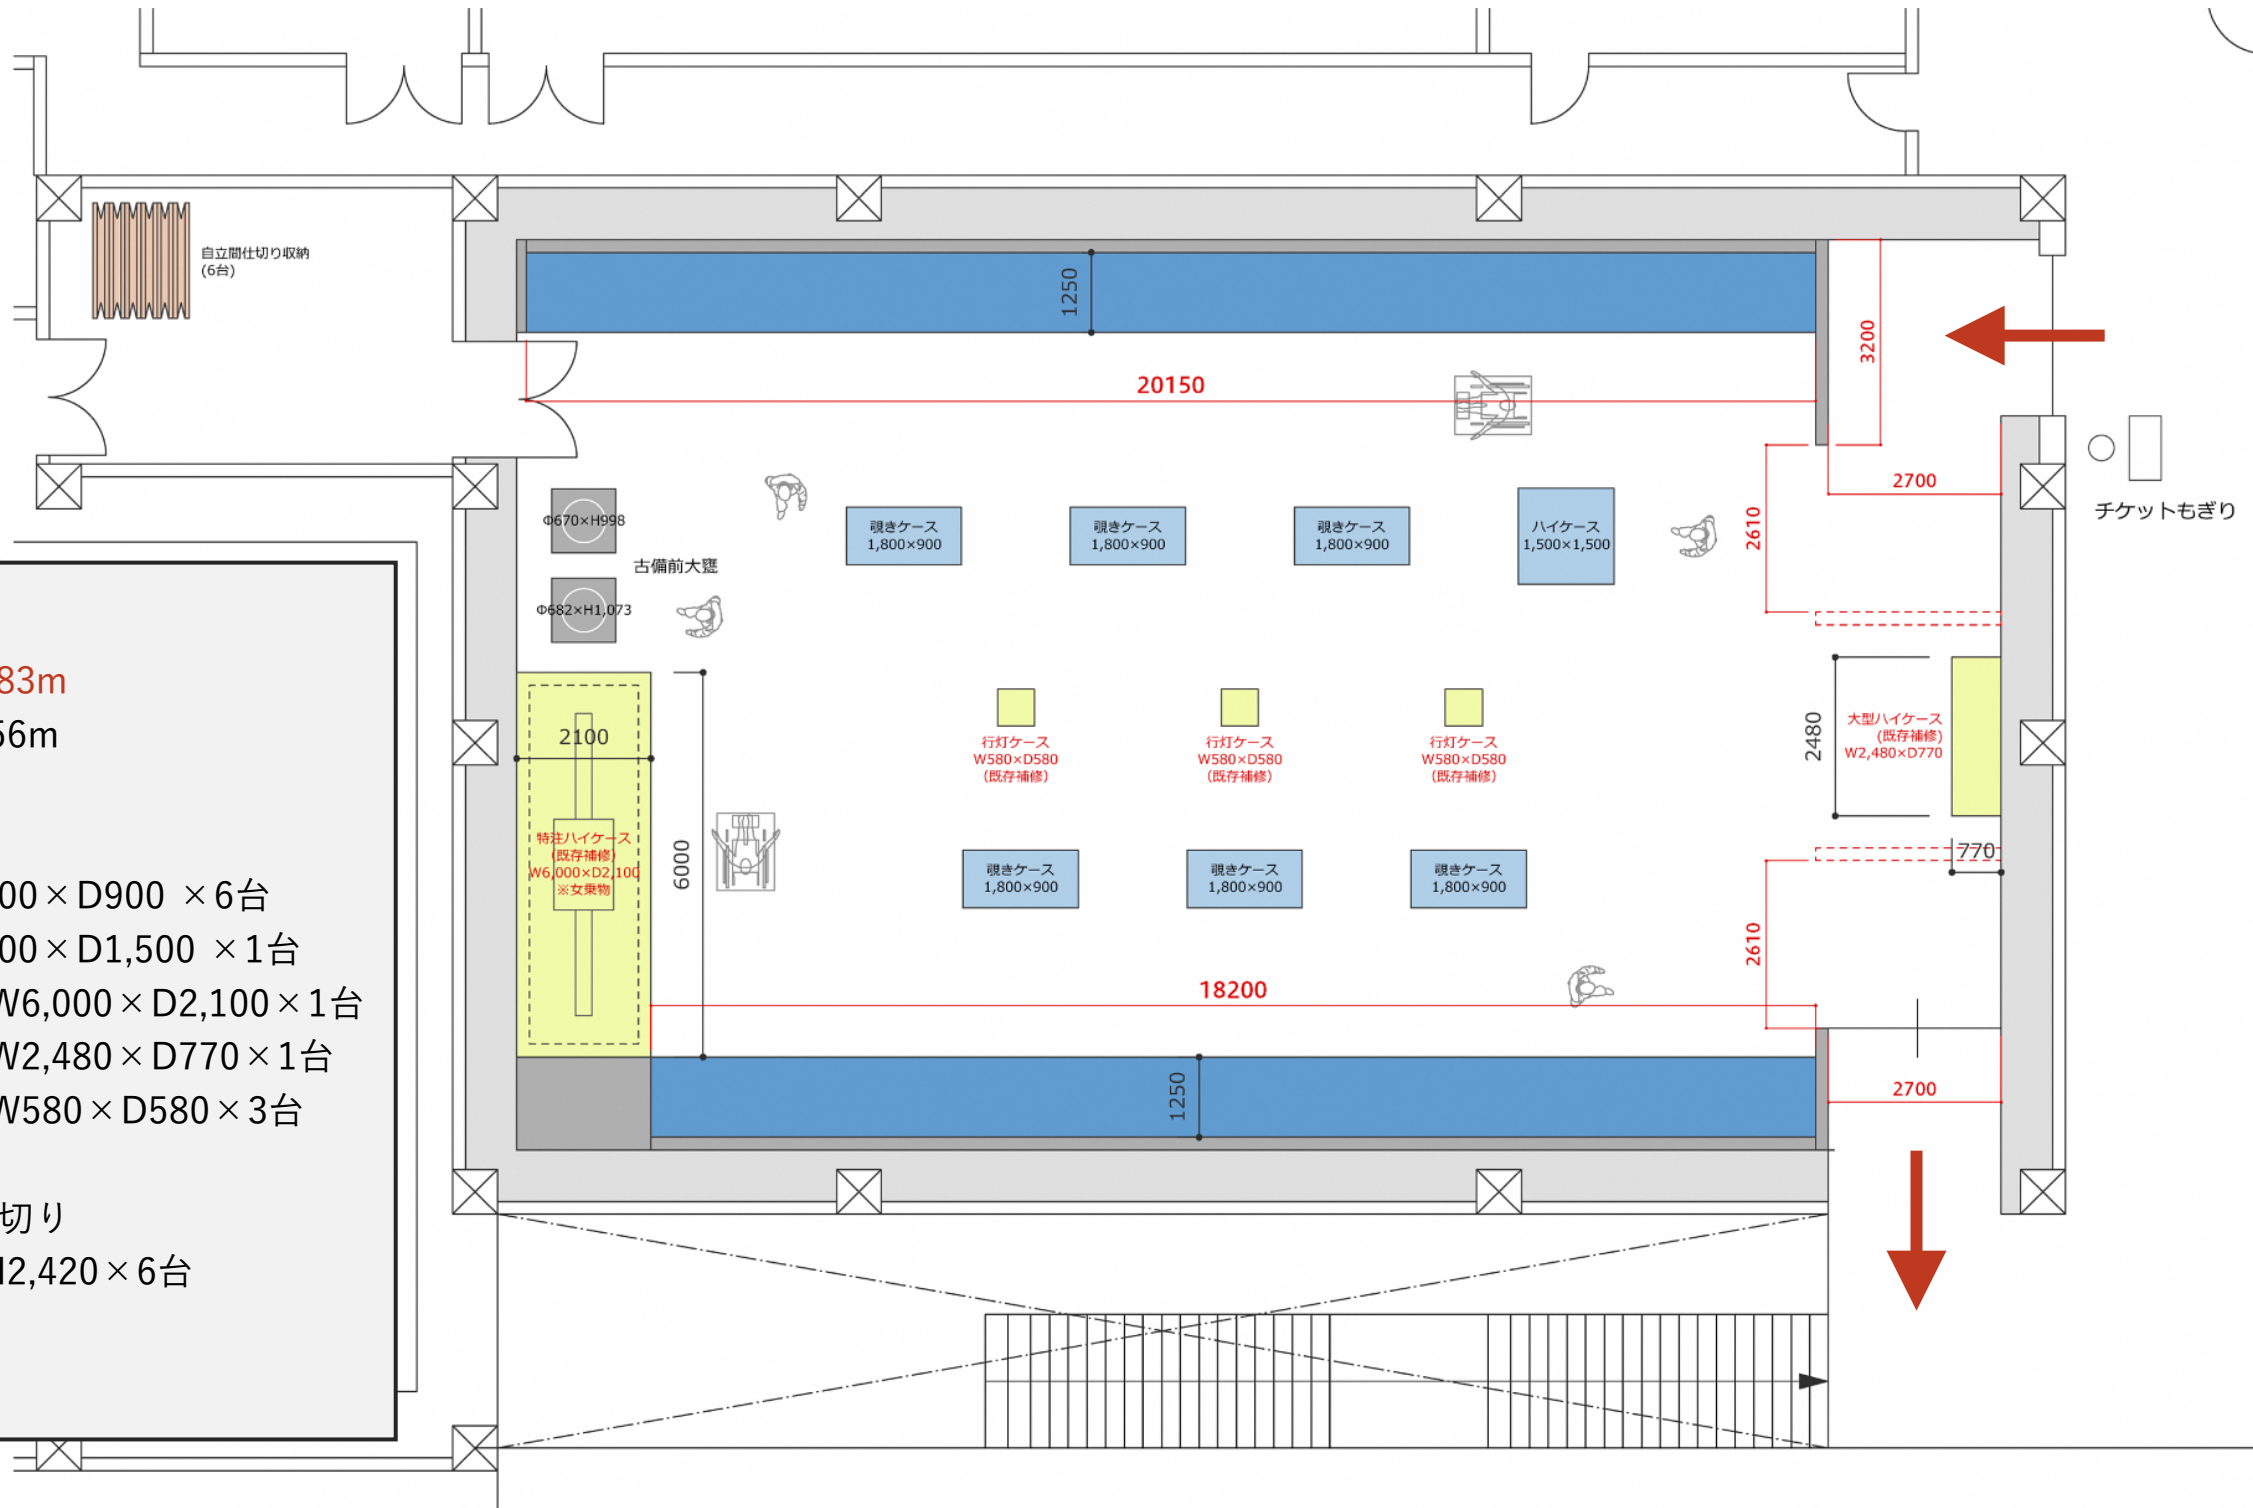 自立間仕切り収納
(6台)
1250
20150
3200
2700
2610
チケットもぎり
Φ670×H998
古備前大甕
Φ682×H1,073
覗きケース
1,800×900
覗きケース
1,800×900
覗きケース
1,800×900
ハイケース
1,500×1,500
83m
56m
00×D900 ×6台
00×D1,500 ×1台
W6,000×D2,100×1台
W2,480×D770×1台
W580×D580×3台
切り
H2,420×6台
2100
6000
特注ハイケース
(既存補修)
W6,000×D2,100
※女乗物
行灯ケース
W580×D580
(既存補修)
行灯ケース
W580×D580
(既存補修)
行灯ケース
W580×D580
(既存補修)
2480
大型ハイケース
(既存補修)
W2,480×D770
770
覗きケース
1,800×900
覗きケース
1,800×900
覗きケース
1,800×900
2610
18200
1250
2700